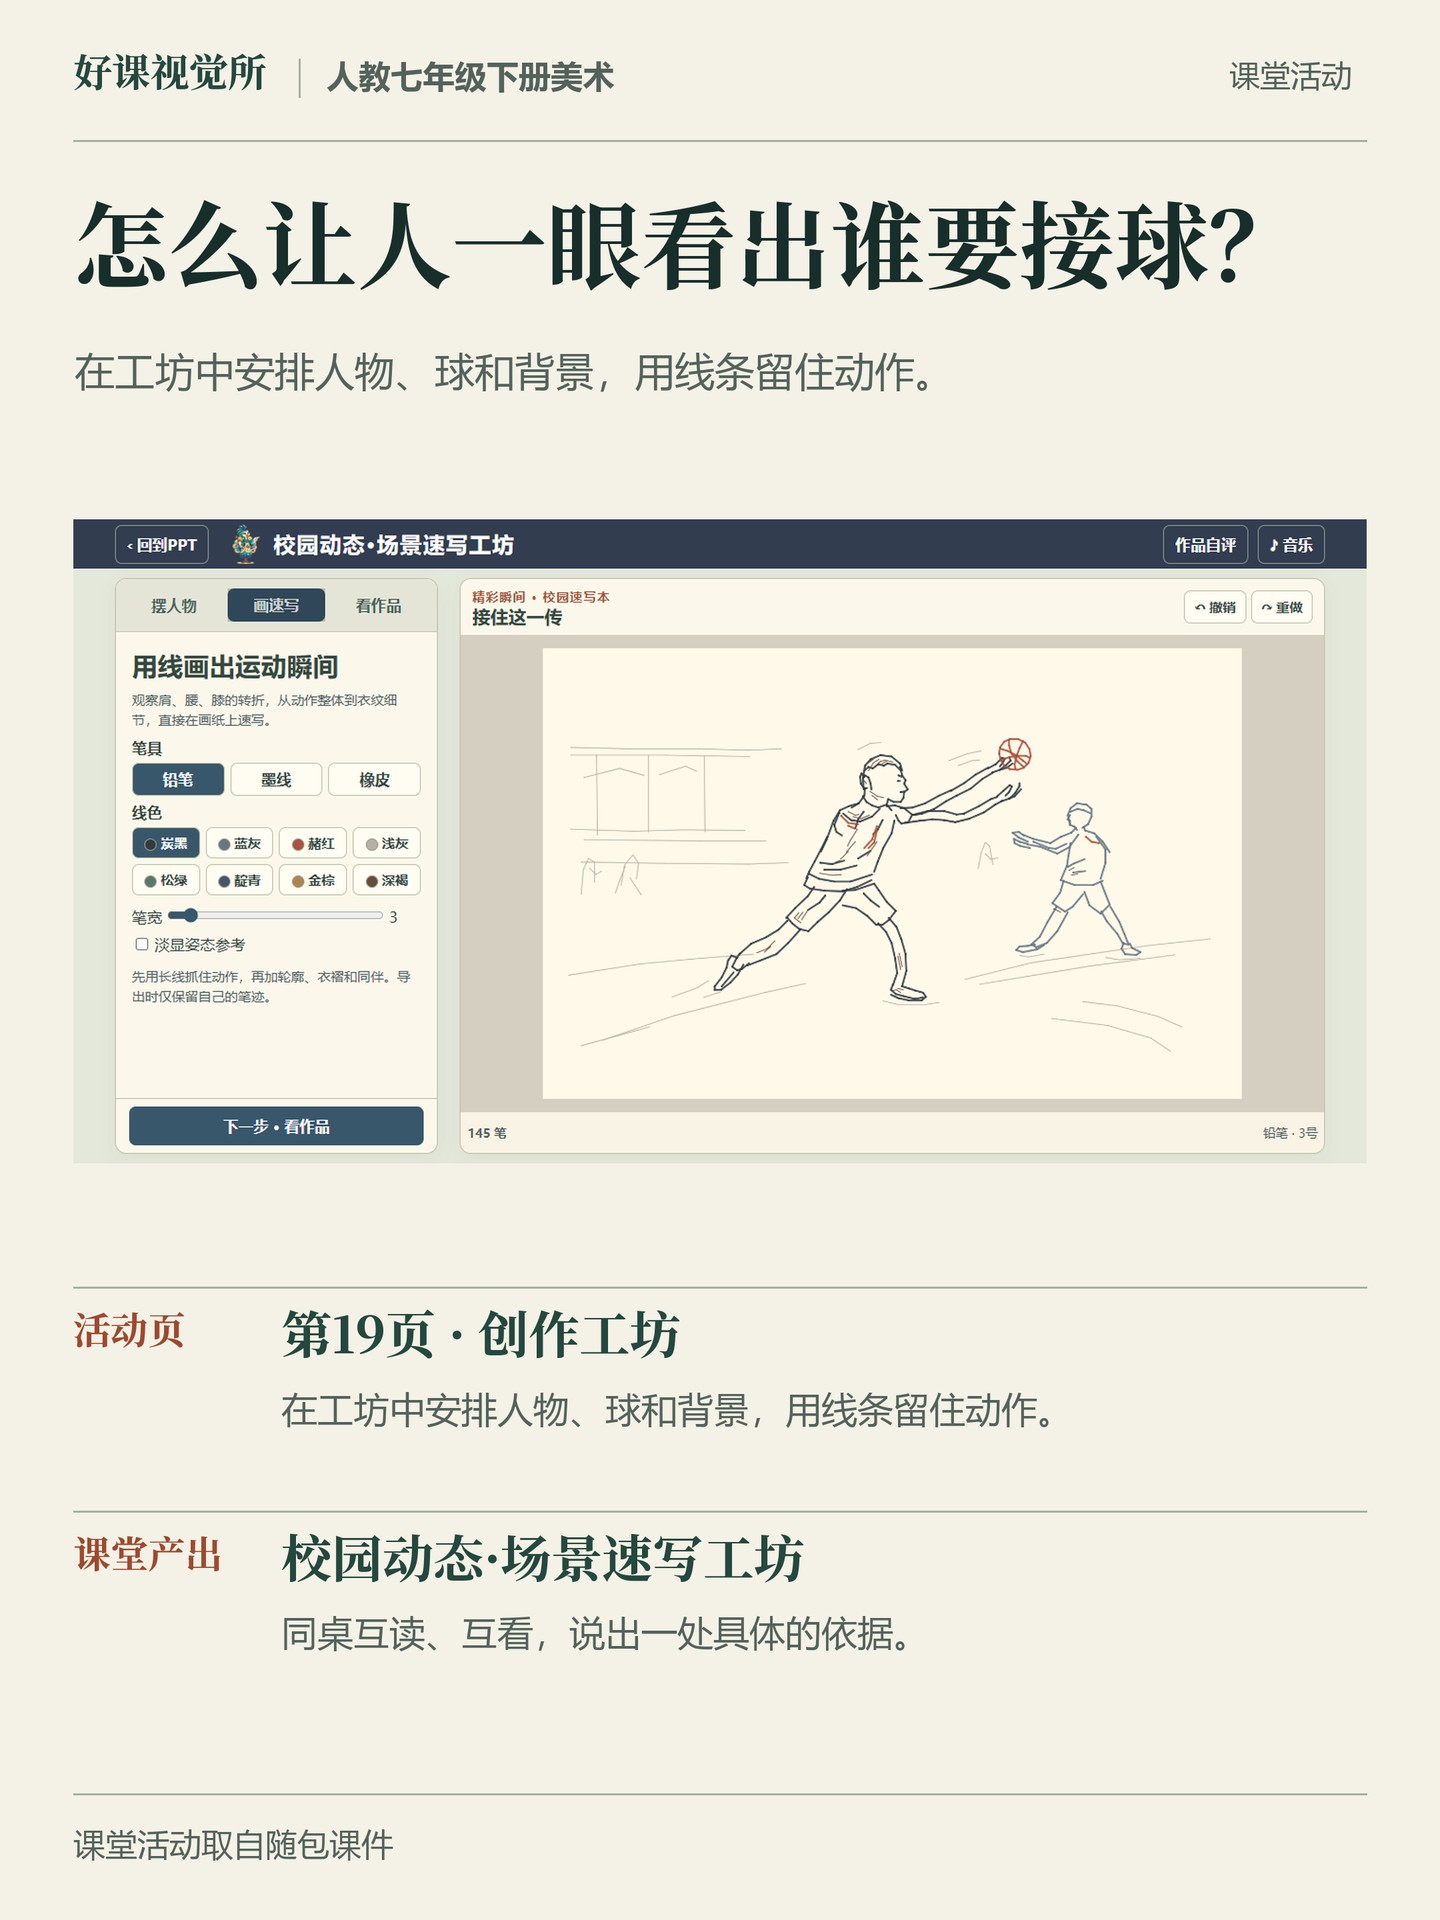 好课视觉所
人教七年级下册美术
课堂活动
怎么让人一眼看出谁要接球?
在工坊中安排人物、球和背景，用线条留住动作。
‹ 回到PPT
校园动态·场景速写工坊
作品自评
♪ 音乐
摆人物
画速写
看作品
用线画出运动瞬间
观察肩、腰、膝的转折，从动作整体到衣纹细
节，直接在画纸上速写。
笔具
铅笔
墨线
橡皮
线色
炭黑
蓝灰
赭红
浅灰
松绿
靛青
金棕
深褐
笔宽
3
淡显姿态参考
先用长线抓住动作，再加轮廓、衣褶和同伴。导
出时仅保留自己的笔迹。
下一步 • 看作品
精彩瞬间 • 校园速写本
接住这一传
↶ 撤销
↷ 重做
145 笔
铅笔 · 3号
活动页
第19页 · 创作工坊
在工坊中安排人物、球和背景，用线条留住动作。
课堂产出
校园动态·场景速写工坊
同桌互读、互看，说出一处具体的依据。
课堂活动取自随包课件